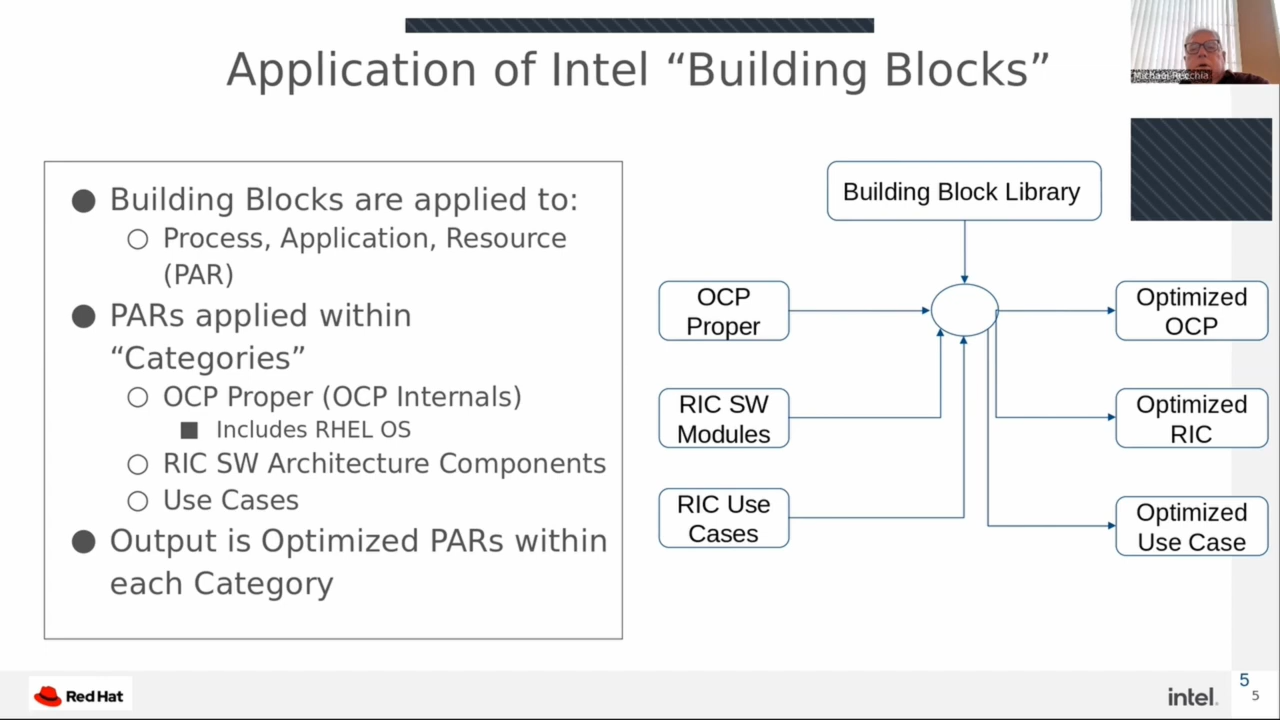 Application of Intel “Building Blocks”
Michael Recchia
● Building Blocks are applied to:
○ Process, Application, Resource
(PAR)
● PARs applied within
“Categories”
○ OCP Proper (OCP Internals)
■ Includes RHEL OS
○ RIC SW Architecture Components
○ Use Cases
● Output is Optimized PARs within
each Category
Building Block Library
OCP
Proper
Optimized
OCP
RIC SW
Modules
Optimized
RIC
RIC Use
Cases
Optimized
Use Case
Red Hat
intel.
5
5